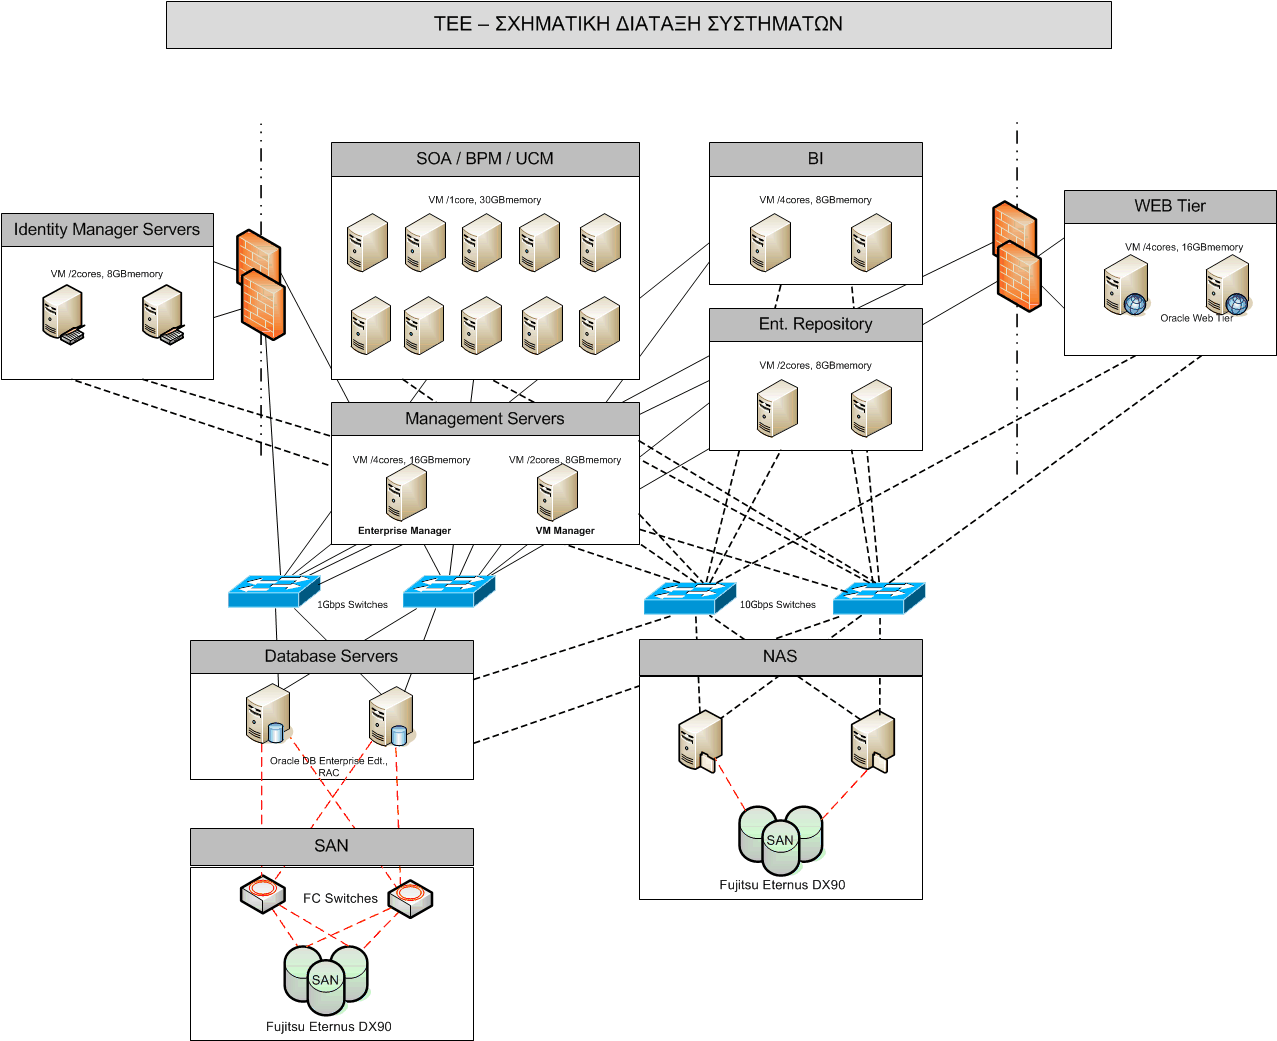 ΤΕΕ – ΣΧΗΜΑΤΙΚΗ ΔΙΑΤΑΞΗ ΣΥΣΤΗΜΑΤΩΝ
SOA / BPM / UCM
VM /1core, 30GBmemory
BI
VM /4cores, 8GBmemory
WEB Tier
VM /4cores, 16GBmemory
Oracle Web Tier
Identity Manager Servers
VM /2cores, 8GBmemory
Ent. Repository
VM /2cores, 8GBmemory
Management Servers
VM /4cores, 16GBmemory
VM /2cores, 8GBmemory
Enterprise Manager
VM Manager
1Gbps Switches
10Gbps Switches
Database Servers
Oracle DB Enterprise Edt.,
RAC
NAS
SAN
Fujitsu Eternus DX90
SAN
FC Switches
SAN
Fujitsu Eternus DX90